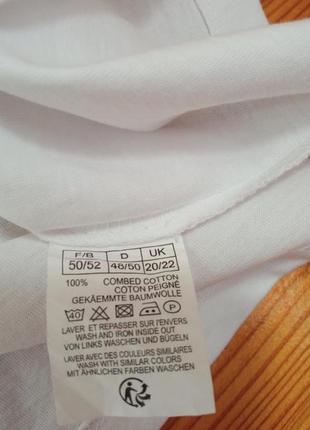 F/B D UK
50/52 48/50 20/22
100% COMBED COTTON
COTON PEIGNÉ
GEKÄEMMTE BAUMWOLLE
40 P
LAVER ET REPASSER SUR l'ENVERS
WASH AND IRON INSIDE OUT
VON LINKS WASCHEN UND BÜGELN
LAVER AVEC DES COULEURS SIMILAIRES
WASH WITH SIMILAR COLORS
MIT ÄHNLICHEN FARBEN WASCHEN